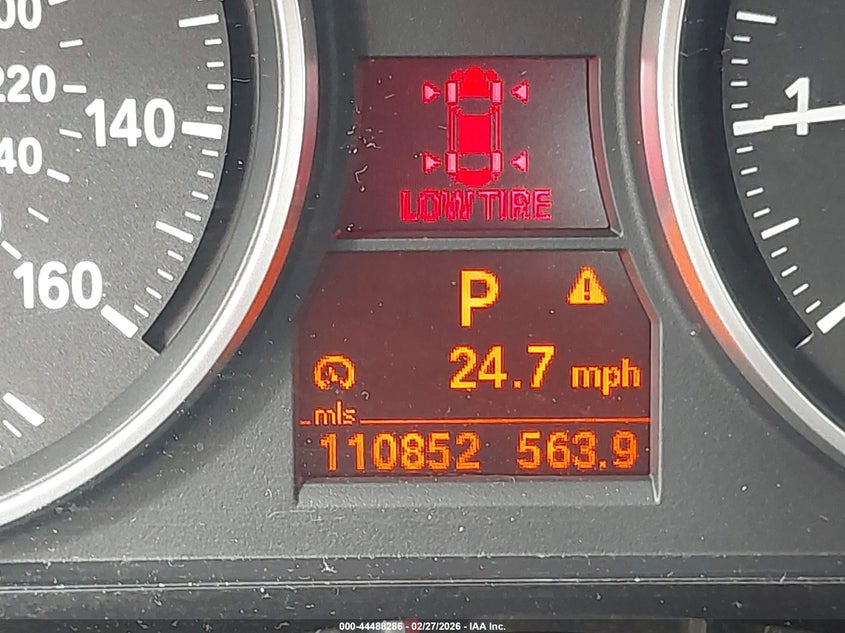 220
140
160
1
LOW TIRE
P
24.7 mph
mls
110852 563.9
000-44488286 - 02/27/2026 - IAA Inc.